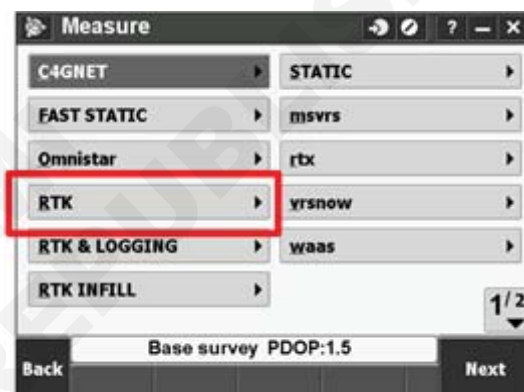 Measure ? – ×
C4GNET
FAST STATIC
Omnistar
RTK
RTK & LOGGING
RTK INFILL
STATIC
msvrs
rtx
vrsnow
waas
1/2
Base survey PDOP:1.5
Back Next